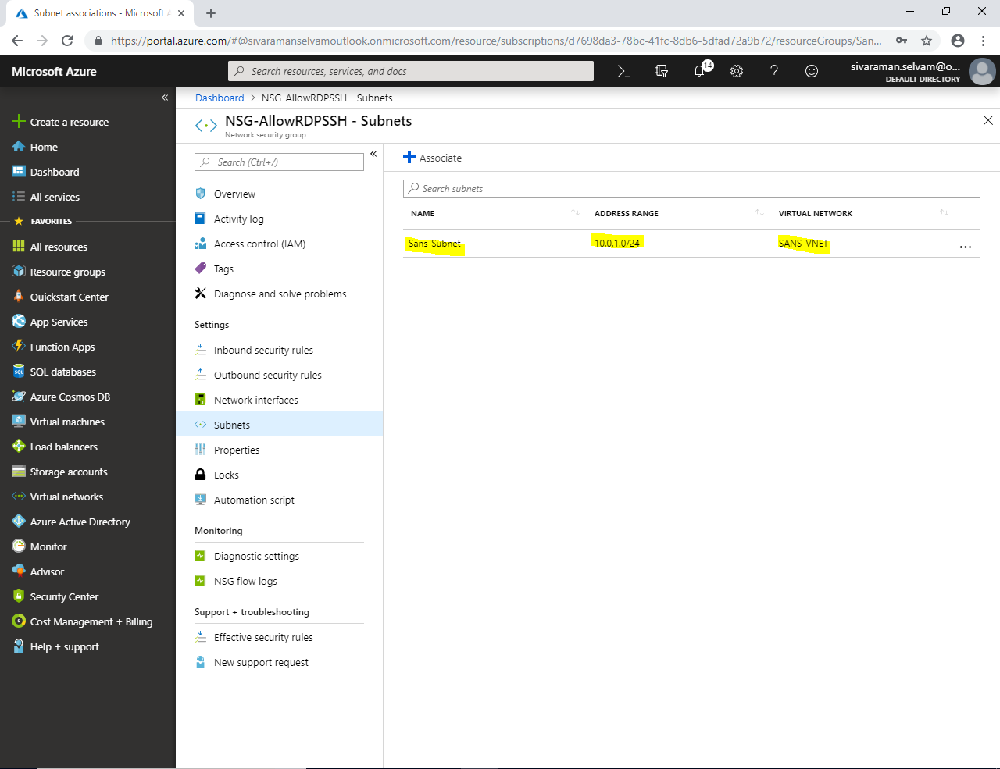 Subnet associations - Microsoft A
https://portal.azure.com/#@sivaramanselvamoutlook.onmicrosoft.com/resource/subscriptions/d7698da3-78bc-41fc-8db6-5dfad72a9b72/resourceGroups/San...
Microsoft Azure
Search resources, services, and docs
14
sivaraman.selvam@o...
DEFAULT DIRECTORY
Create a resource
Home
Dashboard
All services
FAVORITES
All resources
Resource groups
Quickstart Center
App Services
Function Apps
SQL databases
Azure Cosmos DB
Virtual machines
Load balancers
Storage accounts
Virtual networks
Azure Active Directory
Monitor
Advisor
Security Center
Cost Management + Billing
Help + support
Dashboard > NSG-AllowRDPSSH - Subnets
NSG-AllowRDPSSH - Subnets
Network security group
Search (Ctrl+/)
Overview
Activity log
Access control (IAM)
Tags
Diagnose and solve problems
Settings
Inbound security rules
Outbound security rules
Network interfaces
Subnets
Properties
Locks
Automation script
Monitoring
Diagnostic settings
NSG flow logs
Support + troubleshooting
Effective security rules
New support request
Associate
Search subnets
NAME ADDRESS RANGE VIRTUAL NETWORK
Sans-Subnet 10.0.1.0/24 SANS-VNET ...